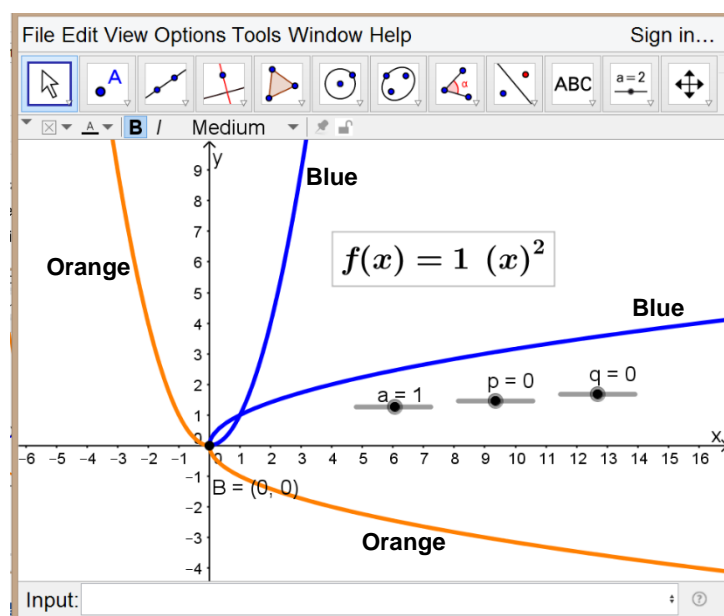 File Edit View Options Tools Window Help Sign in...
A α ABC a=2
A B I Medium
y
9
8
7
6
5
4
3
2
1
0
-1
-2
-3
-4
Blue
Orange
f(x) = 1 (x)²
Blue
a = 1 p = 0 q = 0
x
-6 -5 -4 -3 -2 -1 0 1 2 3 4 5 6 7 8 9 10 11 12 13 14 15 16
B = (0, 0)
Orange
Input: